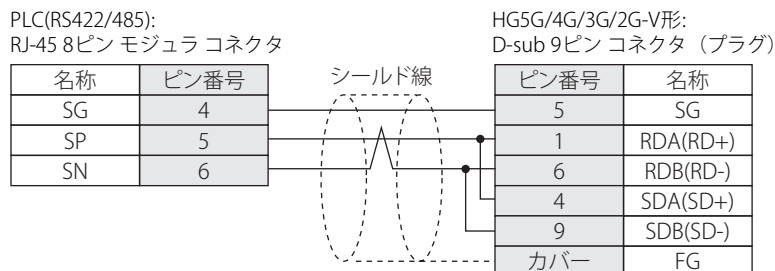 PLC(RS422/485):
RJ-45 8ピン モジュラ コネクタ
HG5G/4G/3G/2G-V形:
D-sub 9ピン コネクタ（プラグ）
名称 ピン番号 シールド線 ピン番号 名称
SG 4 5 SG
SP 5 1 RDA(RD+)
SN 6 6 RDB(RD-)
4 SDA(SD+)
9 SDB(SD-)
カバー FG